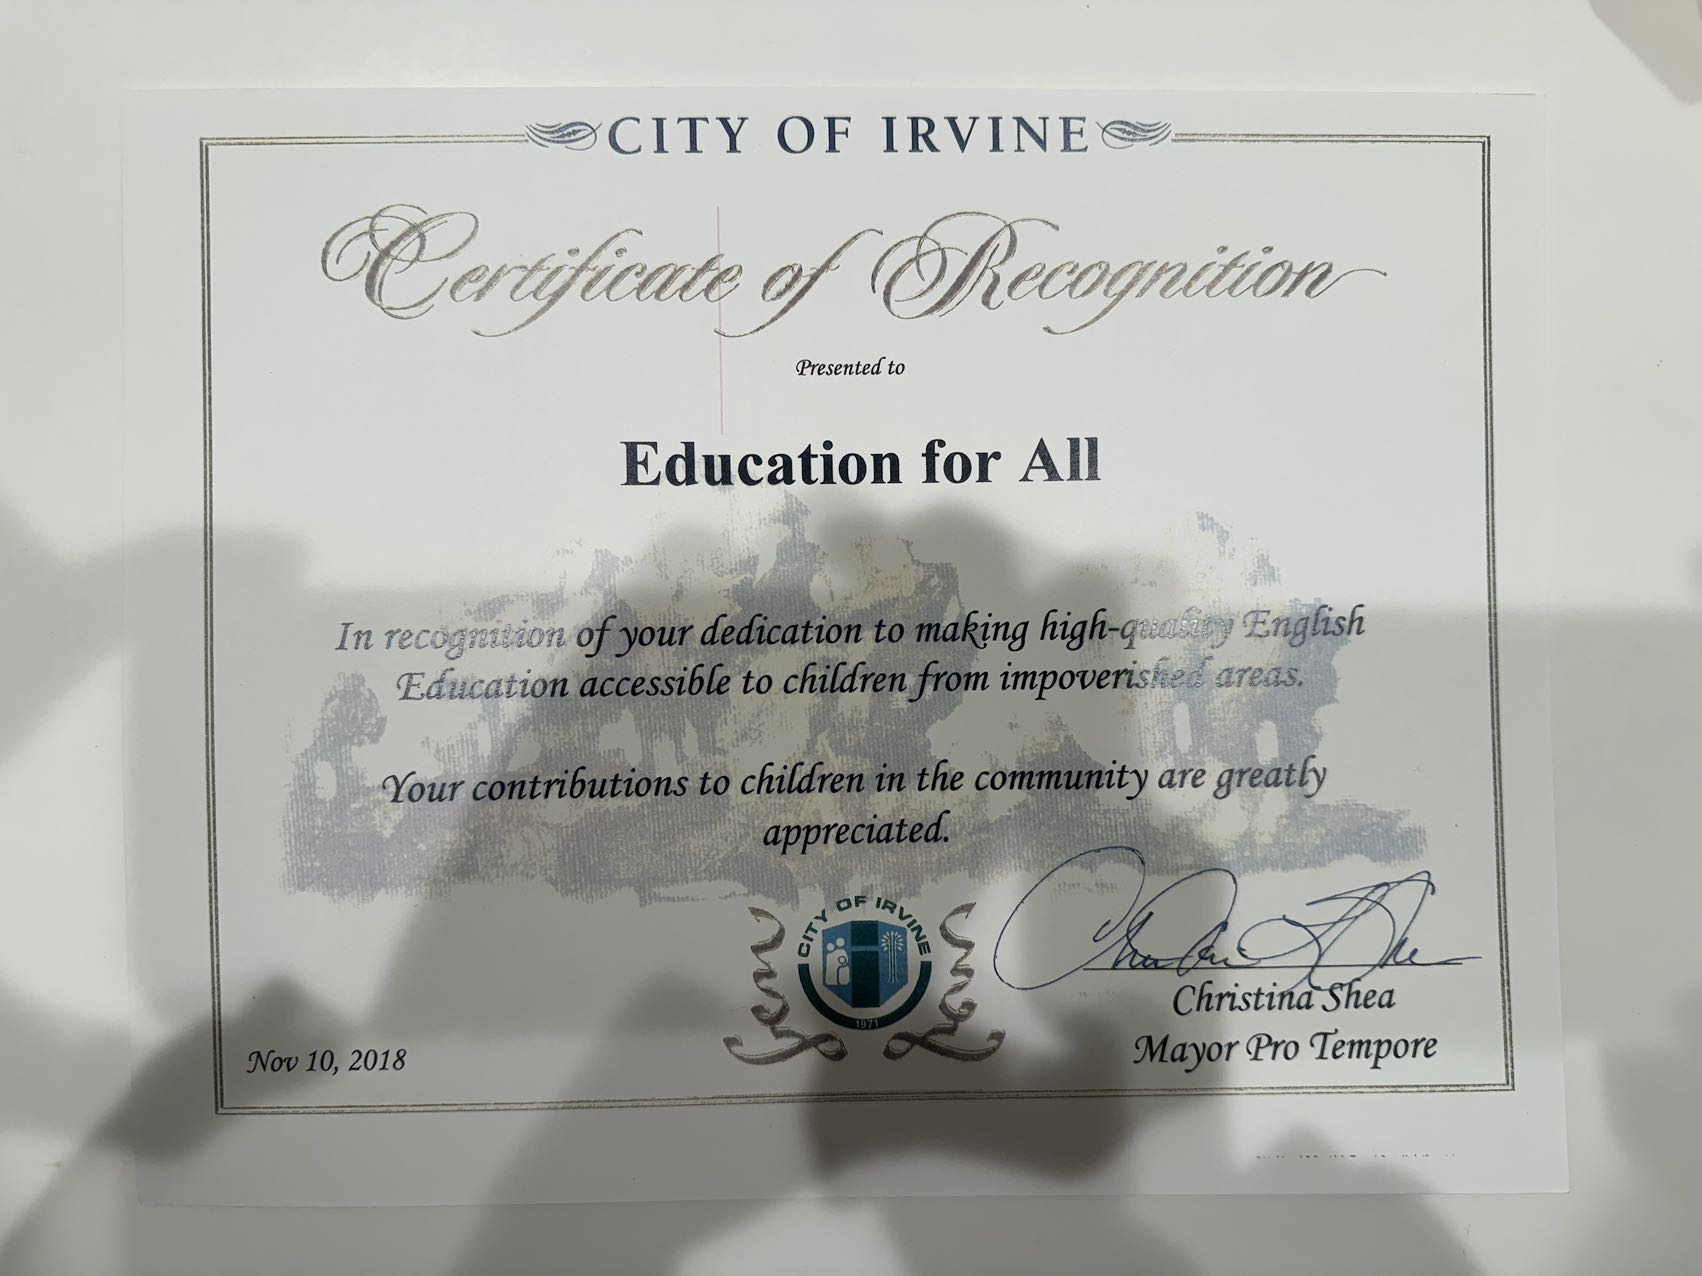 CITY OF IRVINE
Certificate of Recognition
Presented to
Education for All
In recognition of your dedication to making high-quality English
Education accessible to children from impoverished areas.
Your contributions to children in the community are greatly
appreciated.
CITY OF IRVINE
1971
Christina Shea
Mayor Pro Tempore
Nov 10, 2018